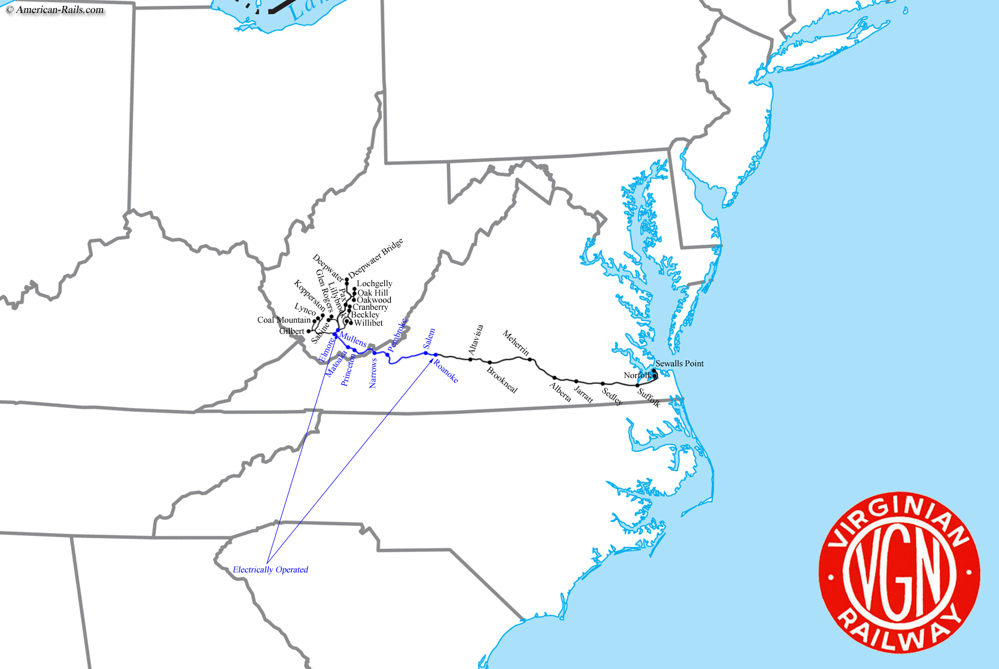 © American-Rails.com
Lak
Deepwater Bridge
Deepwater
Glen Rogers
Lochgelly
Kopperston
Lillybrook
Pax
Oak Hill
Oakwood
Lynco
Cranberry
Beckley
Coal Mountain
Willibet
Gilbert
Sabine
Mullens
Elmore
Matoaka
Princeton
Narrows
Pembroke
Salem
Roanoke
Altavista
Brookneal
Meherrin
Alberta
Jarratt
Sedley
Suffolk
Norfolk
Sewalls Point
Electrically Operated
VIRGINIAN
VGN
RAILWAY